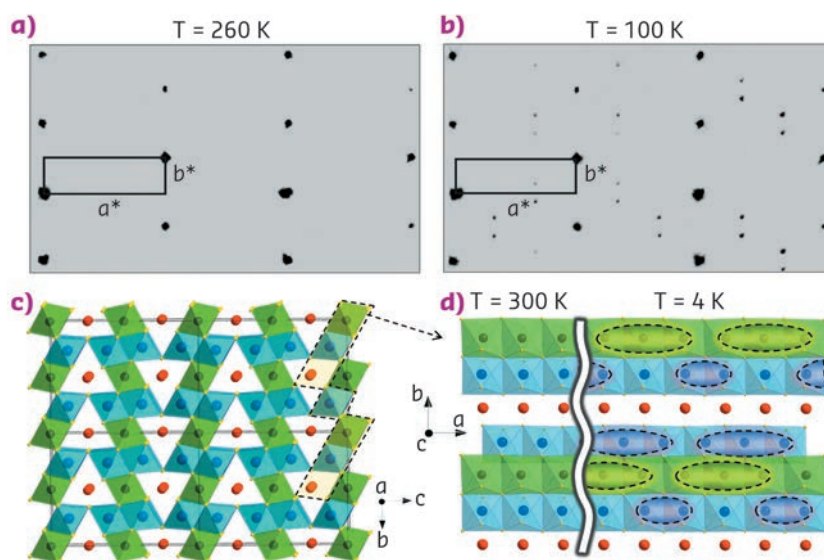 a)
T = 260 K
b)
T = 100 K
b*
a*
b*
a*
c)
d)
T = 300 K
T = 4 K
b
a
c
a
c
b